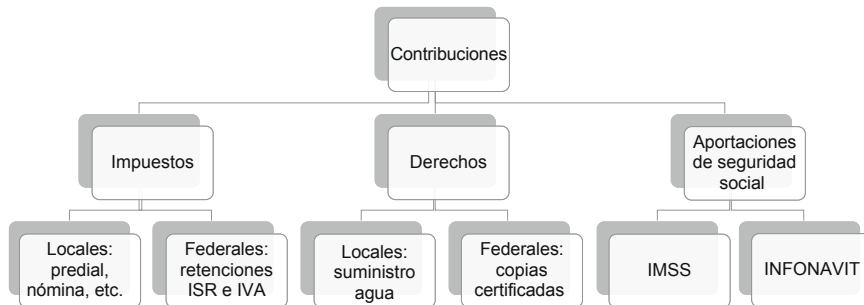 Contribuciones
Impuestos
Derechos
Aportaciones
de seguridad
social
Locales:
predial,
nómina, etc.
Federales:
retenciones
ISR e IVA
Locales:
suministro
agua
Federales:
copias
certificadas
IMSS
INFONAVIT